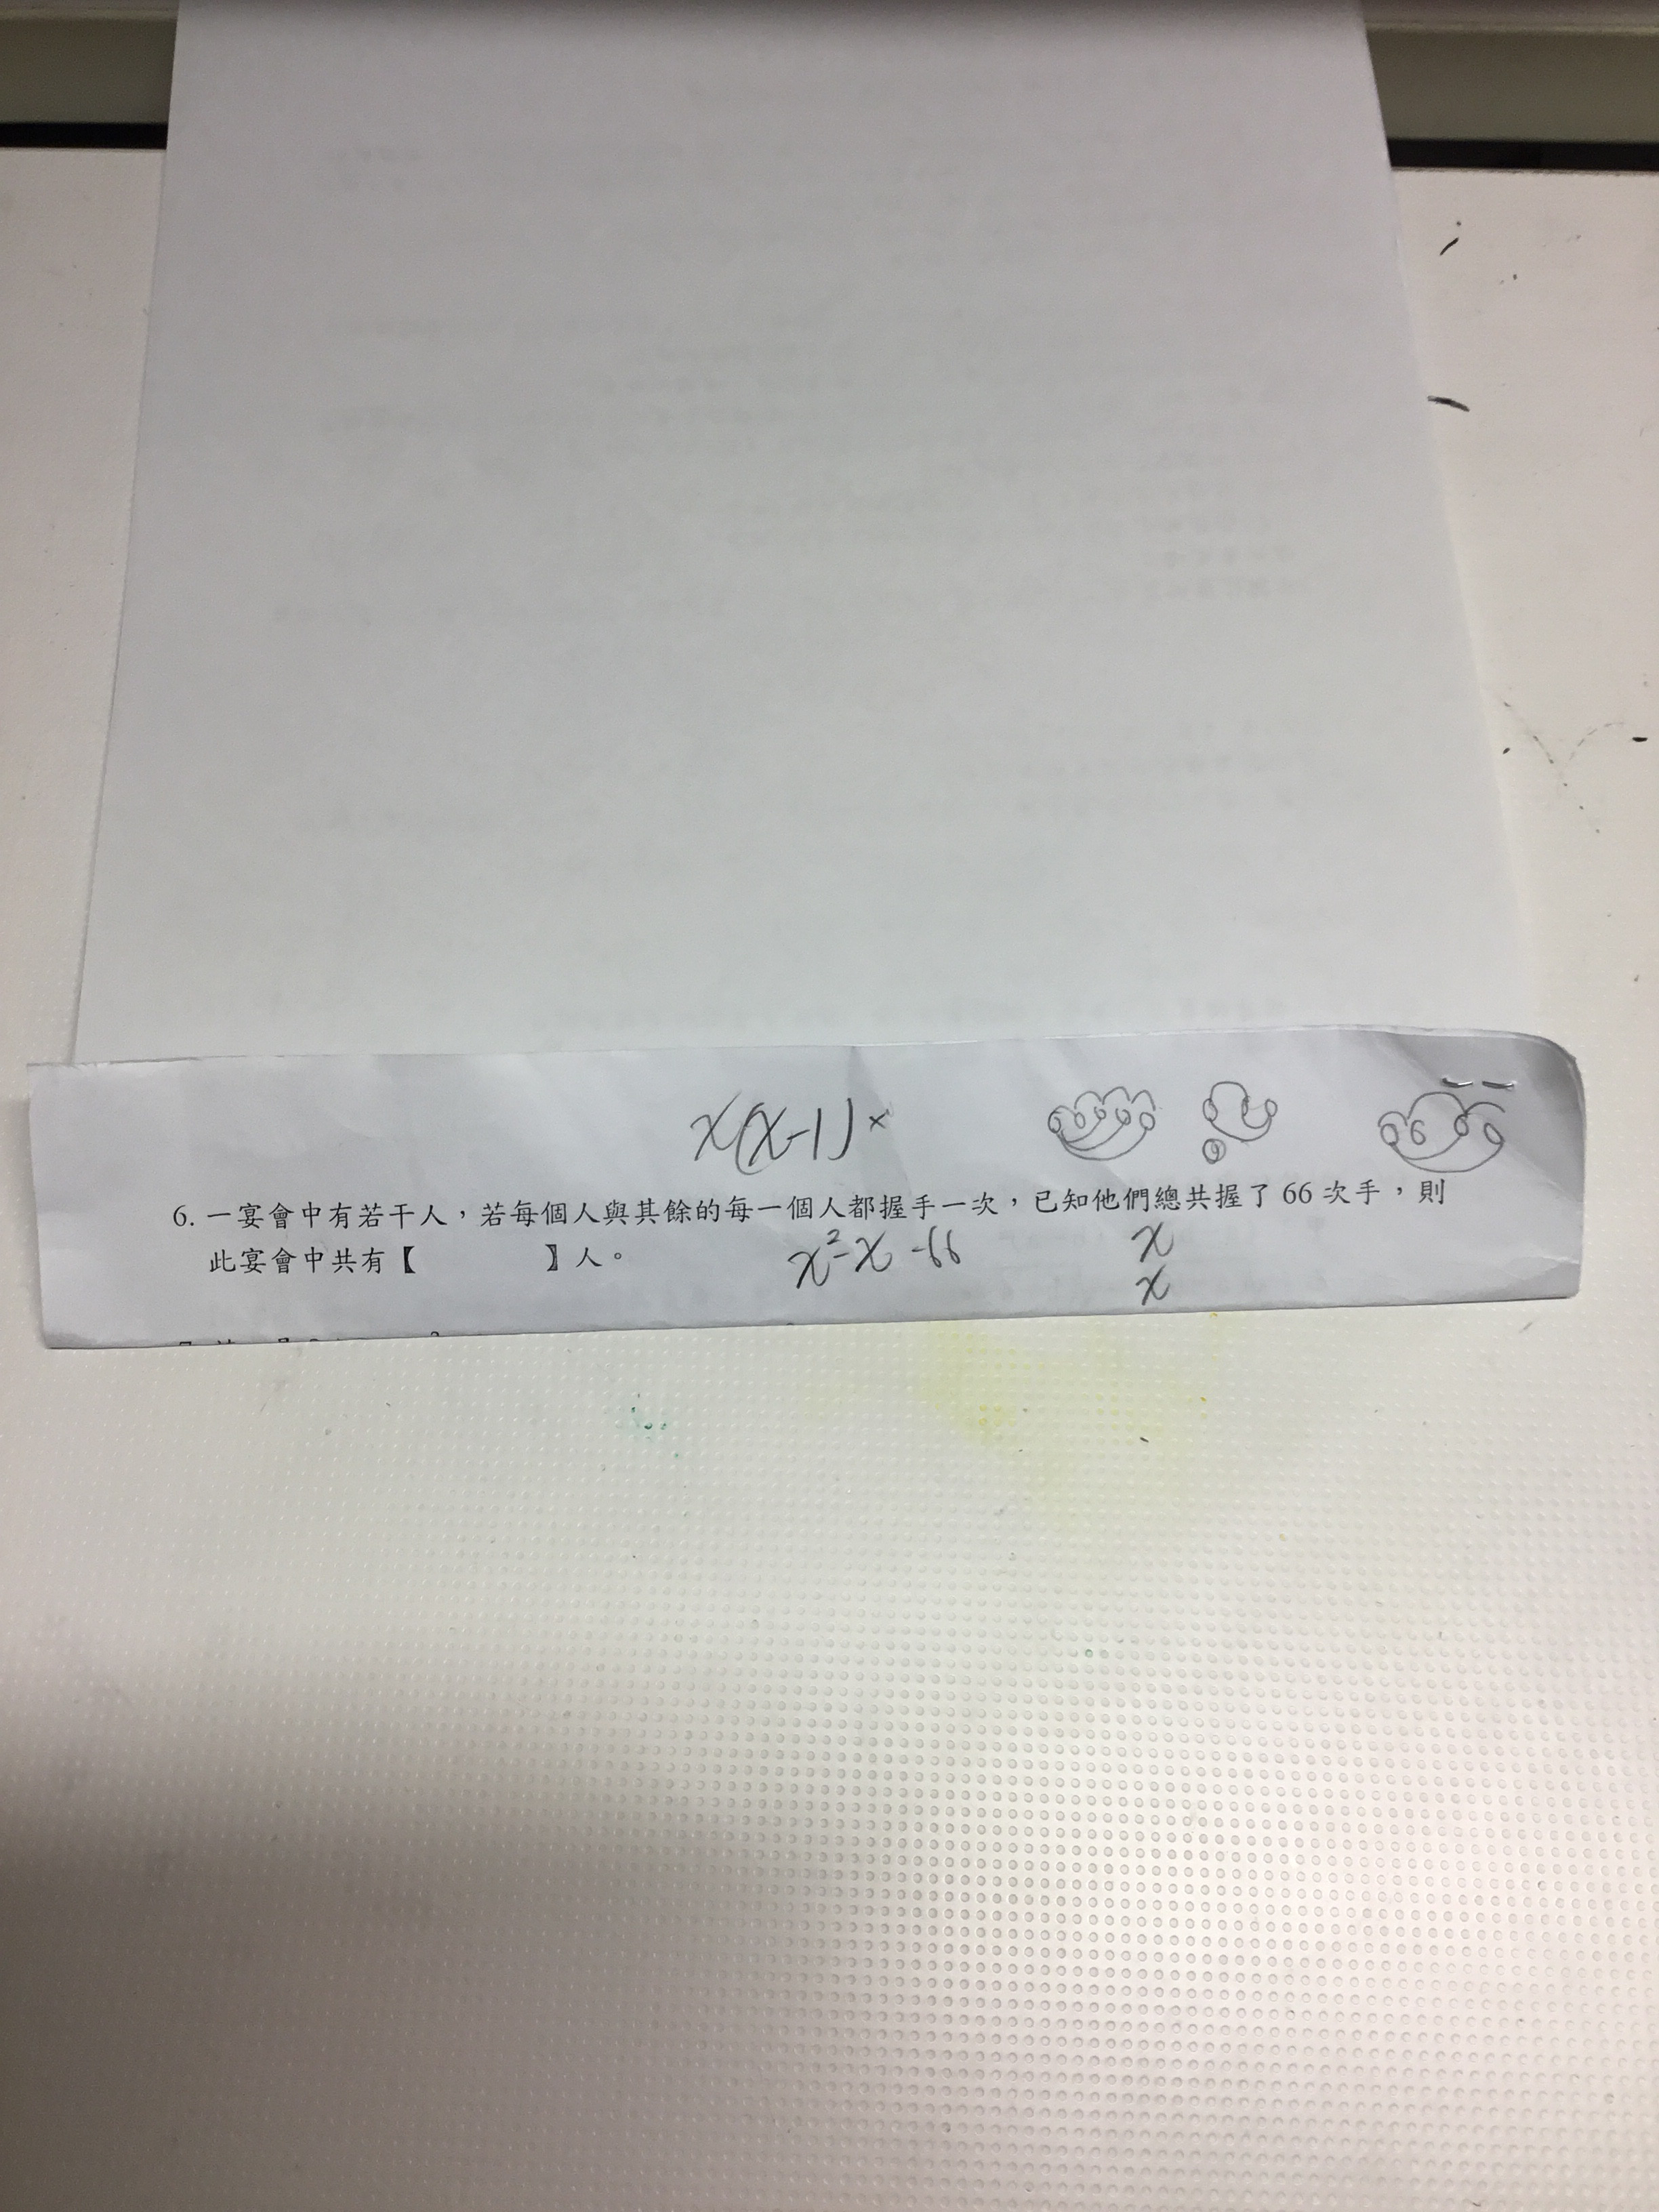 x(x-1) ×
6. 一宴會中有若干人，若每個人與其餘的每一個人都握手一次，已知他們總共握了 66 次手，則
此宴會中共有【 】人。
x²-x -66
x
x